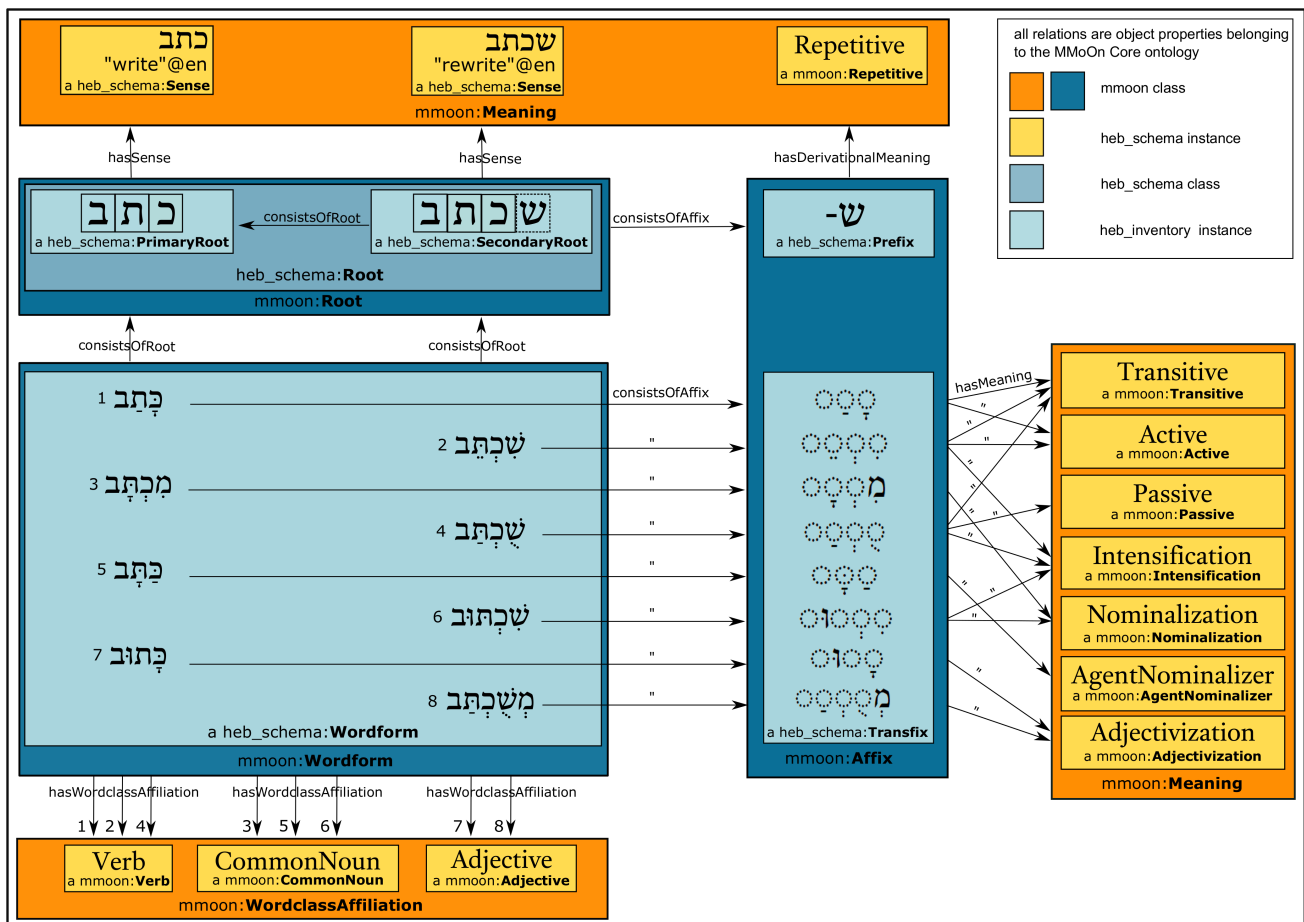 כתב
"write"@en
a heb_schema:Sense
שכתב
"rewrite"@en
a heb_schema:Sense
Repetitive
a mmoon:Repetitive
mmoon:Meaning
all relations are object properties belonging
to the MMoOn Core ontology
mmoon class
heb_schema instance
heb_schema class
heb_inventory instance
hasSense
hasSense
hasDerivationalMeaning
כתב
a heb_schema:PrimaryRoot
consistsOfRoot
שכתב
a heb_schema:SecondaryRoot
heb_schema:Root
mmoon:Root
consistsOfAffix
ש-
a heb_schema:Prefix
consistsOfRoot
consistsOfRoot
1 כָּתַב
consistsOfAffix
2 שִׁכְתֵּב
"
3 מִכְתָּב
"
4 שֻׁכְתַּב
"
5 כַּתָּב
"
6 שִׁכְתּוּב
"
7 כָּתוּב
"
8 מְשֻׁכְתַּב
"
a heb_schema:Wordform
mmoon:Wordform
◌ָ◌ַ◌
◌ִ◌ְ◌ֵ◌
מִ◌ְ◌ָ◌
◌ֻ◌ְ◌ַ◌
◌ַ◌ָּ◌
◌ִ◌ְ◌וּ◌
◌ָ◌וּ◌
מְ◌ֻ◌ְ◌ַ◌
a heb_schema:Transfix
mmoon:Affix
hasMeaning
"
"
"
"
"
"
"
"
"
"
"
"
"
"
Transitive
a mmoon:Transitive
Active
a mmoon:Active
Passive
a mmoon:Passive
Intensification
a mmoon:Intensification
Nominalization
a mmoon:Nominalization
AgentNominalizer
a mmoon:AgentNominalizer
Adjectivization
a mmoon:Adjectivization
mmoon:Meaning
hasWordclassAffiliation
hasWordclassAffiliation
hasWordclassAffiliation
1 2 4
3 5 6
7 8
Verb
a mmoon:Verb
CommonNoun
a mmoon:CommonNoun
Adjective
a mmoon:Adjective
mmoon:WordclassAffiliation